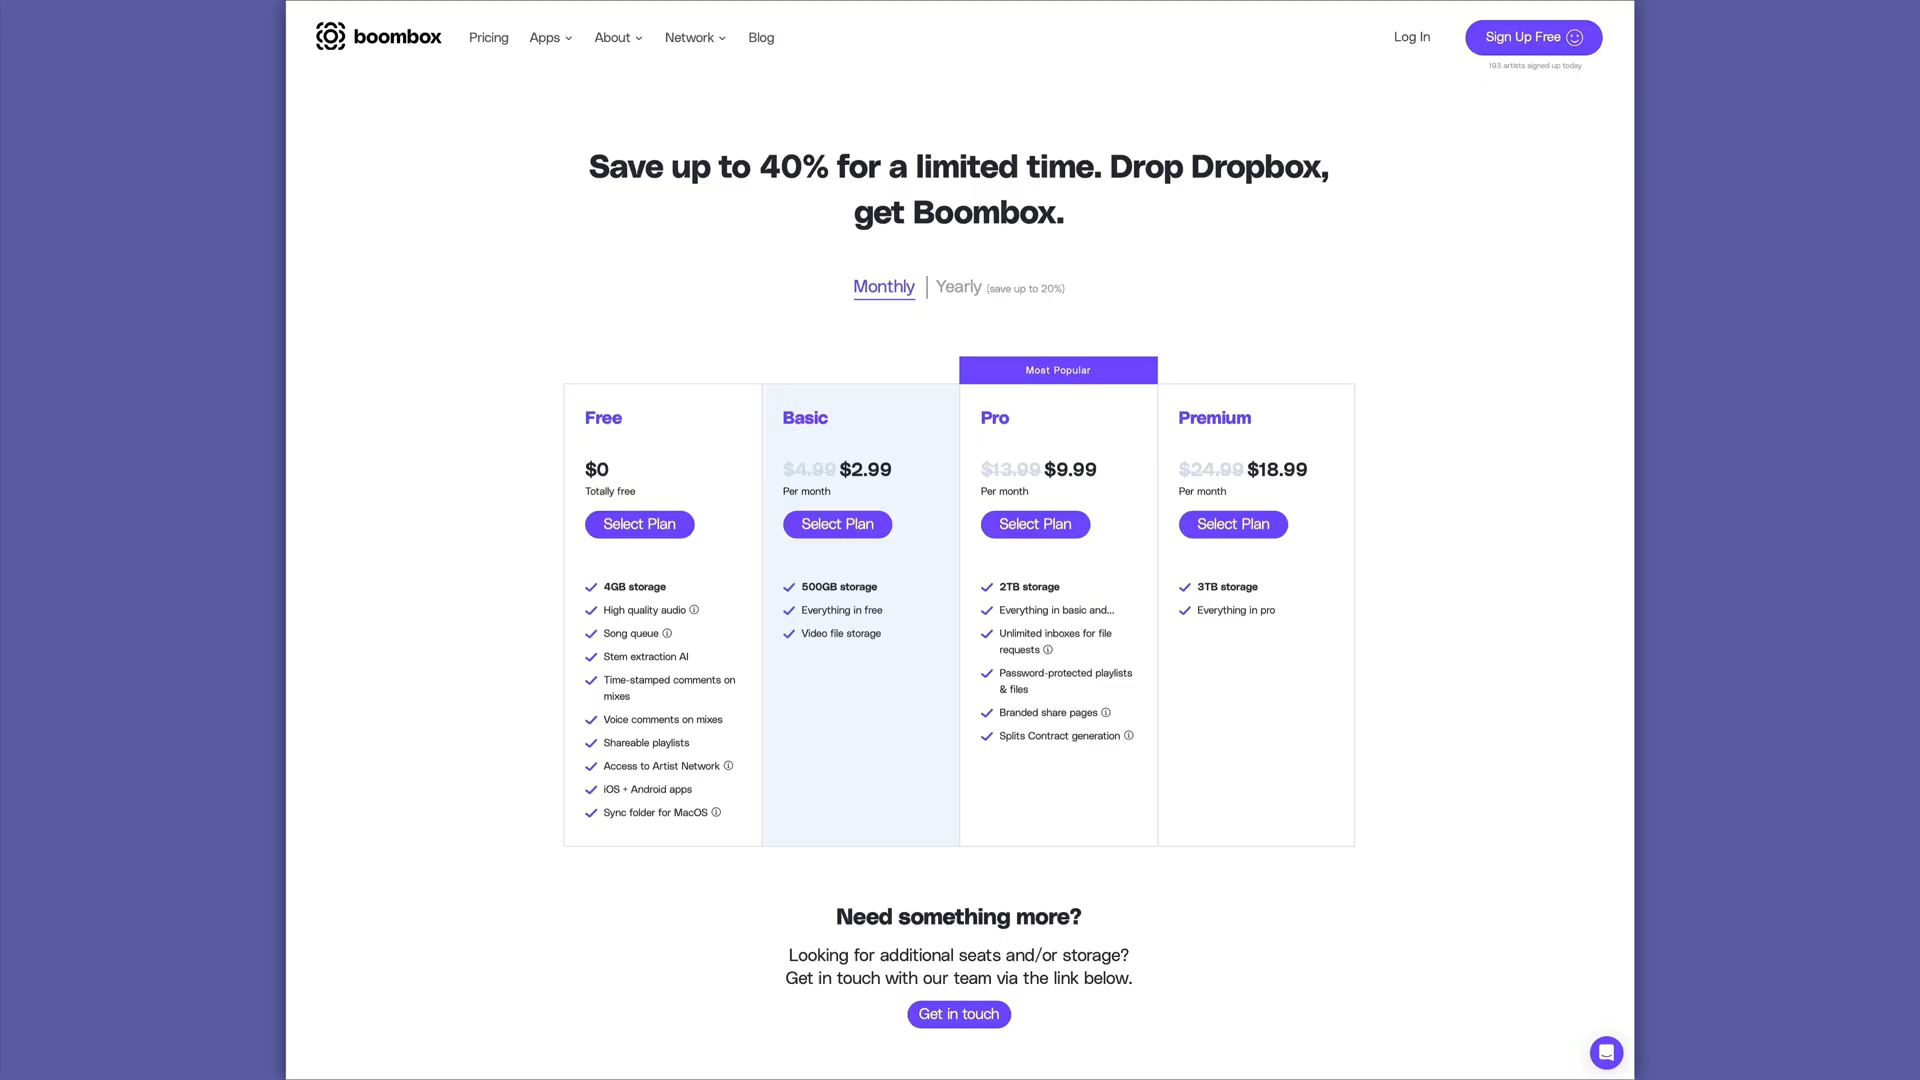 boombox
Pricing
Apps
About
Network
Blog
Log In
Sign Up Free
193 artists signed up today
Save up to 40% for a limited time. Drop Dropbox,
get Boombox.
Monthly
Yearly (save up to 20%)
Most Popular
Free
$0
Totally free
Select Plan
4GB storage
High quality audio
Song queue
Stem extraction AI
Time-stamped comments on
mixes
Voice comments on mixes
Shareable playlists
Access to Artist Network
iOS + Android apps
Sync folder for MacOS
Basic
$4.99 $2.99
Per month
Select Plan
500GB storage
Everything in free
Video file storage
Pro
$13.99 $9.99
Per month
Select Plan
2TB storage
Everything in basic and...
Unlimited inboxes for file
requests
Password-protected playlists
& files
Branded share pages
Splits Contract generation
Premium
$24.99 $18.99
Per month
Select Plan
3TB storage
Everything in pro
Need something more?
Looking for additional seats and/or storage?
Get in touch with our team via the link below.
Get in touch